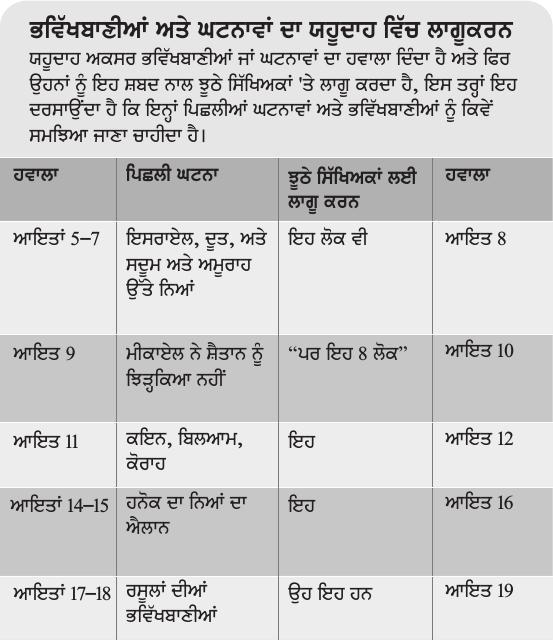 ਭਵਿੱਖਬਾਣੀਆਂ ਅਤੇ ਘਟਨਾਵਾਂ ਦਾ ਯਹੂਦਾਹ ਵਿੱਚ ਲਾਗੂਕਰਨ
ਯਹੂਦਾਹ ਅਕਸਰ ਭਵਿੱਖਬਾਣੀਆਂ ਜਾਂ ਘਟਨਾਵਾਂ ਦਾ ਹਵਾਲਾ ਦਿੰਦਾ ਹੈ ਅਤੇ ਫਿਰ
ਉਹਨਾਂ ਨੂੰ ਇਹ ਸ਼ਬਦ ਨਾਲ ਝੂਠੇ ਸਿੱਖਿਅਕਾਂ 'ਤੇ ਲਾਗੂ ਕਰਦਾ ਹੈ, ਇਸ ਤਰ੍ਹਾਂ ਇਹ
ਦਰਸਾਉਂਦਾ ਹੈ ਕਿ ਇਨ੍ਹਾਂ ਪਿਛਲੀਆਂ ਘਟਨਾਵਾਂ ਅਤੇ ਭਵਿੱਖਬਾਣੀਆਂ ਨੂੰ ਕਿਵੇਂ
ਸਮਝਿਆ ਜਾਣਾ ਚਾਹੀਦਾ ਹੈ।
ਹਵਾਲਾ ਪਿਛਲੀ ਘਟਨਾ ਝੂਠੇ ਸਿੱਖਿਅਕਾਂ ਲਈ ਹਵਾਲਾ
ਲਾਗੂ ਕਰਨ
ਆਇਤਾਂ 5–7 ਇਸਰਾਏਲ, ਦੂਤ, ਅਤੇ ਇਹ ਲੋਕ ਵੀ ਆਇਤ 8
ਸਦੂਮ ਅਤੇ ਅਮੂਰਾਹ
ਉੱਤੇ ਨਿਆਂ
ਆਇਤ 9 ਮੀਕਾਏਲ ਨੇ ਸ਼ੈਤਾਨ ਨੂੰ “ਪਰ ਇਹ 8 ਲੋਕ” ਆਇਤ 10
ਝਿੜ੍ਹਕਿਆ ਨਹੀਂ
ਆਇਤ 11 ਕਇਨ, ਬਿਲਆਮ, ਇਹ ਆਇਤ 12
ਕੋਰਾਹ
ਆਇਤਾਂ 14–15 ਹਨੋਕ ਦਾ ਨਿਆਂ ਦਾ ਇਹ ਆਇਤ 16
ਐਲਾਨ
ਆਇਤਾਂ 17–18 ਰਸੂਲਾਂ ਦੀਆਂ ਉਹ ਇਹ ਹਨ ਆਇਤ 19
ਭਵਿੱਖਬਾਣੀਆਂ